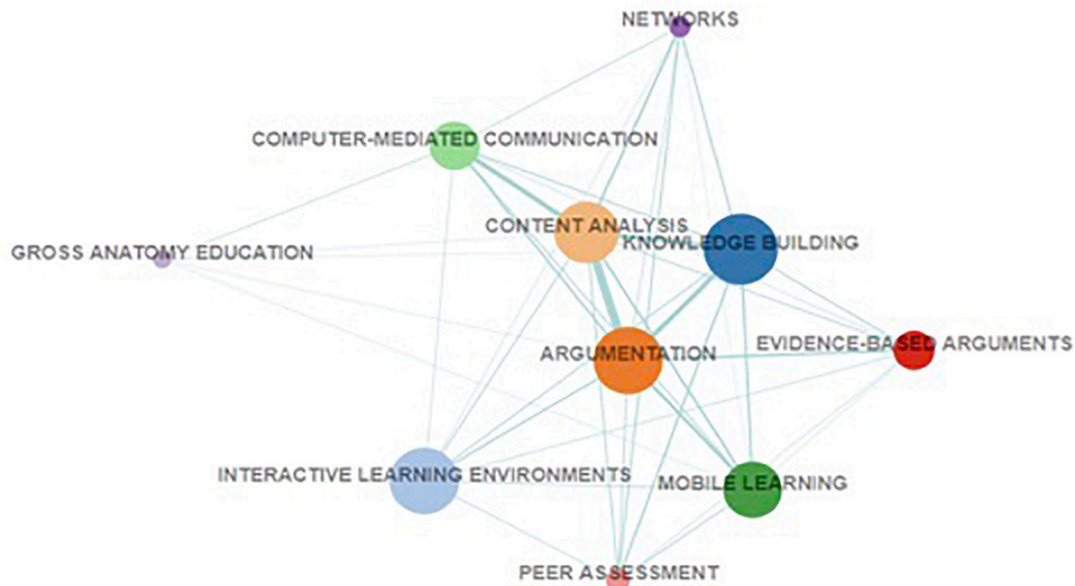 NETWORKS
COMPUTER-MEDIATED COMMUNICATION
CONTENT ANALYSIS
KNOWLEDGE BUILDING
GROSS ANATOMY EDUCATION
EVIDENCE-BASED ARGUMENTS
ARGUMENTATION
INTERACTIVE LEARNING ENVIRONMENTS
MOBILE LEARNING
PEER ASSESSMENT